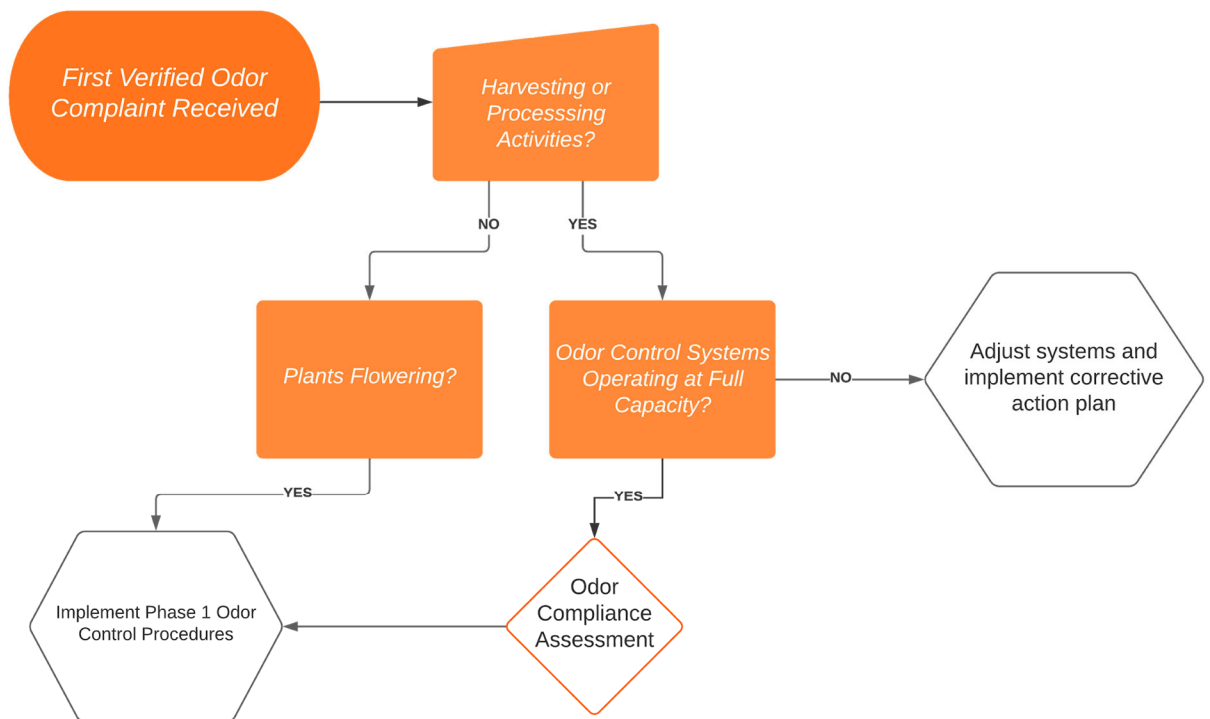 First Verified Odor
Complaint Received
Harvesting or
Processsing
Activities?
NO
YES
Plants Flowering?
Odor Control Systems
Operating at Full
Capacity?
NO
Adjust systems and
implement corrective
action plan
YES
YES
Odor
Compliance
Assessment
Implement Phase 1 Odor
Control Procedures